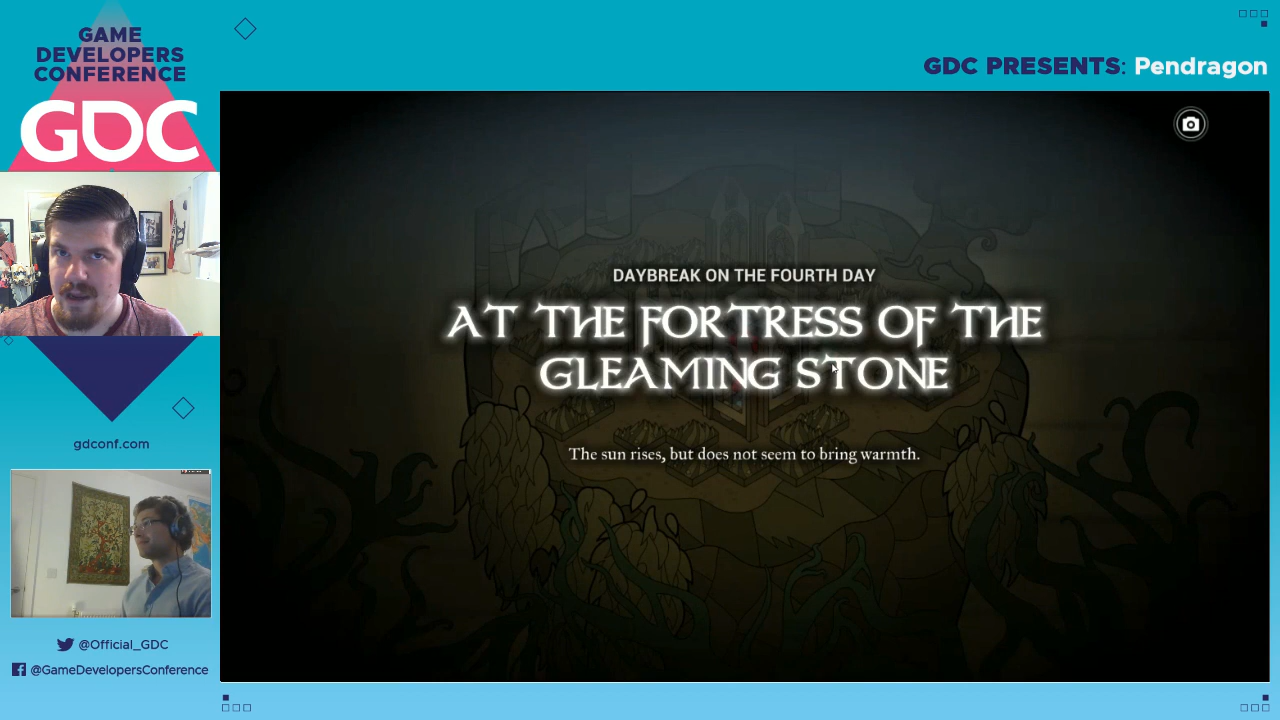 GAME
DEVELOPERS
CONFERENCE
GDC
GDC PRESENTS: Pendragon
DAYBREAK ON THE FOURTH DAY
AT THE FORTRESS OF THE
GLEAMING STONE
The sun rises, but does not seem to bring warmth.
gdconf.com
@Official_GDC
@GameDevelopersConference